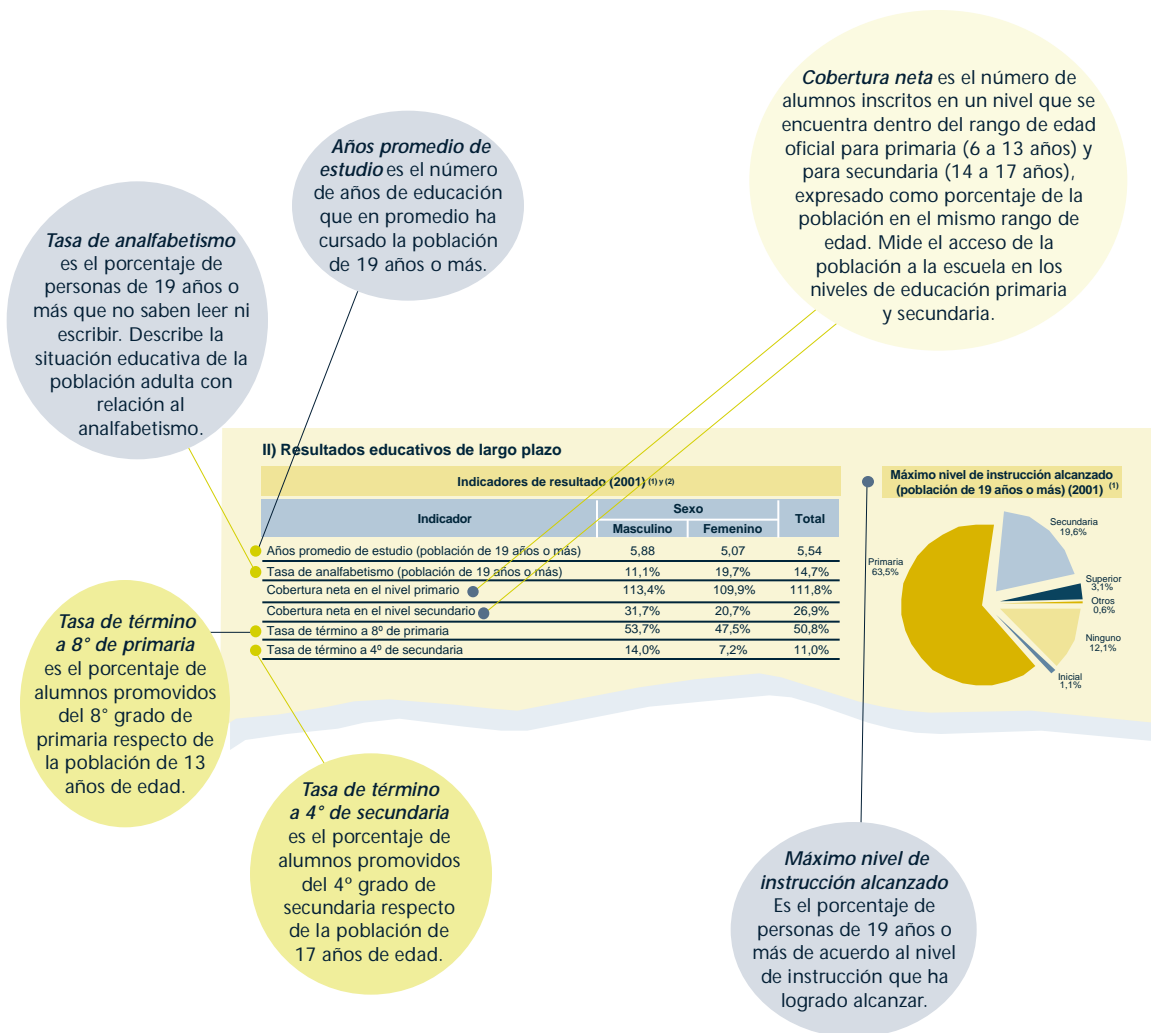 Cobertura neta es el número de
alumnos inscritos en un nivel que se
encuentra dentro del rango de edad
oficial para primaria (6 a 13 años) y
para secundaria (14 a 17 años),
expresado como porcentaje de la
población en el mismo rango de
edad. Mide el acceso de la
población a la escuela en los
niveles de educación primaria
y secundaria.
Años promedio de
estudio es el número
de años de educación
que en promedio ha
cursado la población
de 19 años o más.
Tasa de analfabetismo
es el porcentaje de
personas de 19 años o
más que no saben leer ni
escribir. Describe la
situación educativa de la
población adulta con
relación al
analfabetismo.
II) Resultados educativos de largo plazo
Indicadores de resultado (2001) (1) y (2)
Indicador Sexo Total
Masculino Femenino
Años promedio de estudio (población de 19 años o más) 5,88 5,07 5,54
Tasa de analfabetismo (población de 19 años o más) 11,1% 19,7% 14,7%
Cobertura neta en el nivel primario 113,4% 109,9% 111,8%
Cobertura neta en el nivel secundario 31,7% 20,7% 26,9%
Tasa de término a 8º de primaria 53,7% 47,5% 50,8%
Tasa de término a 4º de secundaria 14,0% 7,2% 11,0%
Máximo nivel de instrucción alcanzado
(población de 19 años o más) (2001) (1)
Secundaria
19,6%
Primaria
63,5%
Superior
3,1%
Otros
0,6%
Ninguno
12,1%
Inicial
1,1%
Tasa de término
a 8° de primaria
es el porcentaje de
alumnos promovidos
del 8° grado de
primaria respecto de
la población de 13
años de edad.
Tasa de término
a 4° de secundaria
es el porcentaje de
alumnos promovidos
del 4º grado de
secundaria respecto
de la población de
17 años de edad.
Máximo nivel de
instrucción alcanzado
Es el porcentaje de
personas de 19 años o
más de acuerdo al nivel
de instrucción que ha
logrado alcanzar.